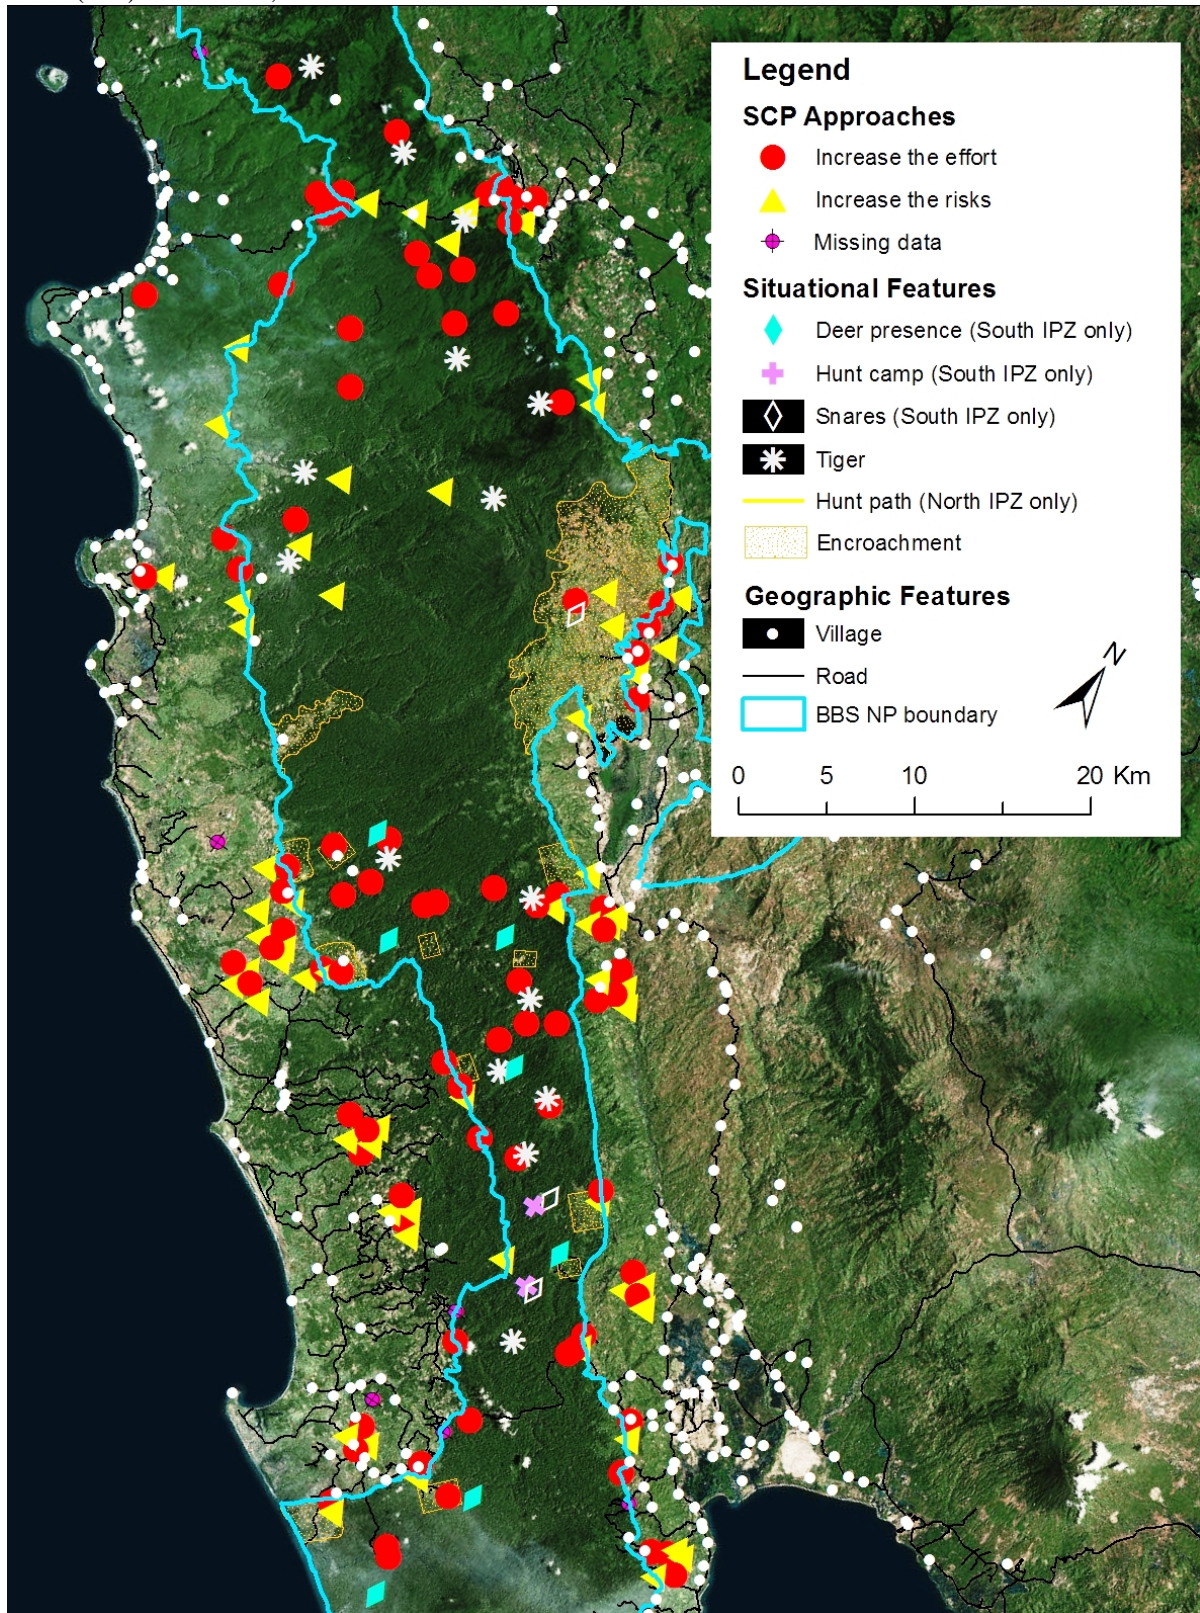 Legend
SCP Approaches
Increase the effort
Increase the risks
Missing data
Situational Features
Deer presence (South IPZ only)
Hunt camp (South IPZ only)
Snares (South IPZ only)
Tiger
Hunt path (North IPZ only)
Encroachment
Geographic Features
Village
Road
BBS NP boundary
N
0 5 10 20 Km